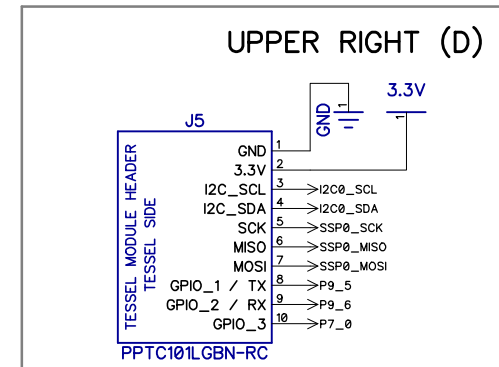 UPPER RIGHT (D)
3.3V
GND
1
1
J5
TESSEL MODULE HEADER
TESSEL SIDE
GND 1
3.3V 2
I2C_SCL 3 I2C0_SCL
I2C_SDA 4 I2C0_SDA
SCK 5 SSP0_SCK
MISO 6 SSP0_MISO
MOSI 7 SSP0_MOSI
GPIO_1 / TX 8 P9_5
GPIO_2 / RX 9 P9_6
GPIO_3 10 P7_0
PPTC101LGBN-RC